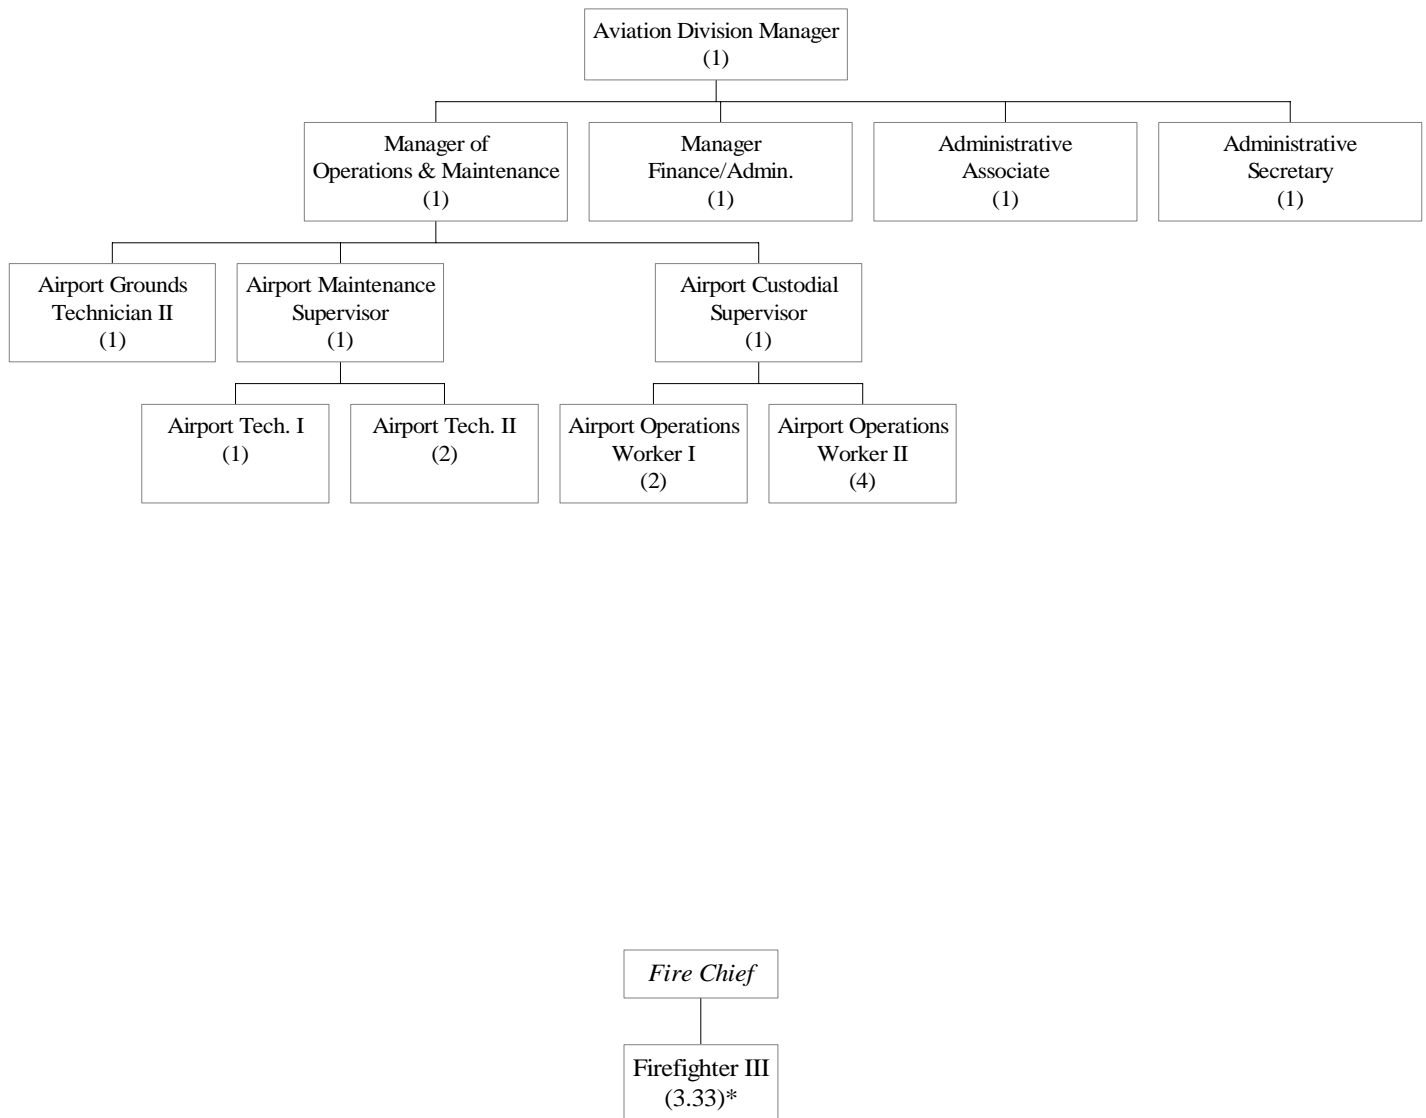 Aviation Division Manager
(1)
Manager of
Operations & Maintenance
(1)
Manager
Finance/Admin.
(1)
Administrative
Associate
(1)
Administrative
Secretary
(1)
Airport Grounds
Technician II
(1)
Airport Maintenance
Supervisor
(1)
Airport Custodial
Supervisor
(1)
Airport Tech. I
(1)
Airport Tech. II
(2)
Airport Operations
Worker I
(2)
Airport Operations
Worker II
(4)
Fire Chief
Firefighter III
(3.33)*